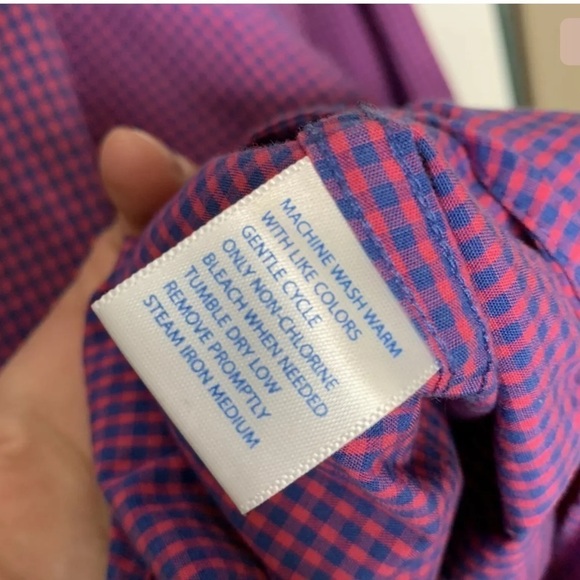 MACHINE WASH WARM
WITH LIKE COLORS
GENTLE CYCLE
ONLY NON-CHLORINE
BLEACH WHEN NEEDED
TUMBLE DRY LOW
REMOVE PROMPTLY
STEAM IRON MEDIUM